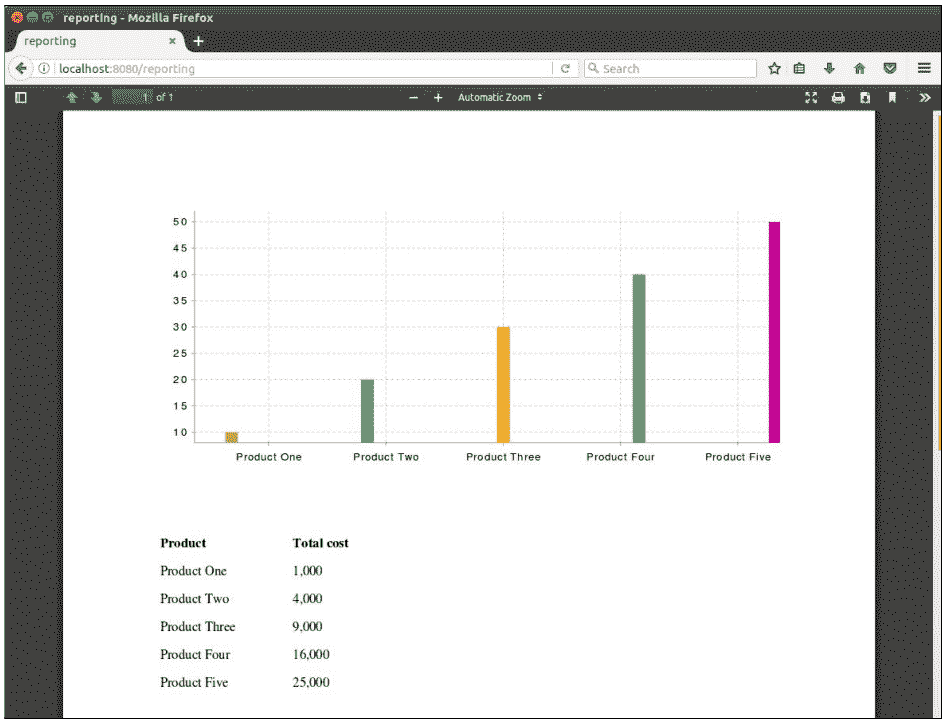 reporting - Mozilla Firefox
reporting
localhost:8080/reporting
Search
1 of 1
Automatic Zoom
50
45
40
35
30
25
20
15
10
Product One Product Two Product Three Product Four Product Five
Product Total cost
Product One 1,000
Product Two 4,000
Product Three 9,000
Product Four 16,000
Product Five 25,000